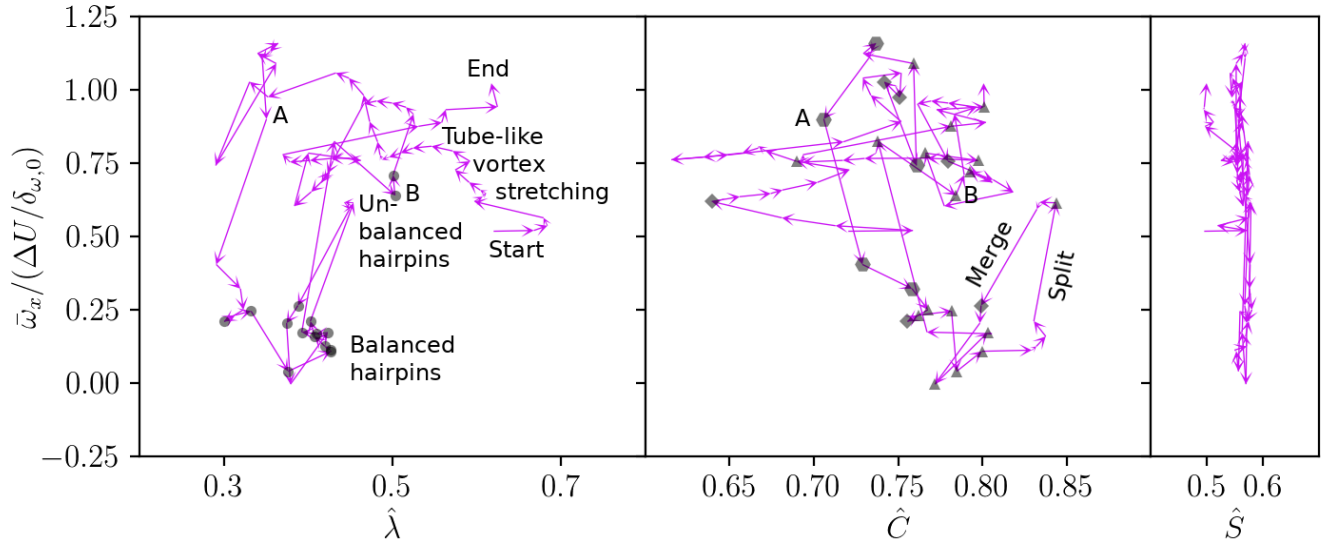 1.25
1.00
0.75
0.50
0.25
0.00
−0.25
ω̄ₓ/(ΔU/δ_{ω,0})
End
A
Tube-like
vortex
stretching
B
Un-
balanced
hairpins
Start
Balanced
hairpins
0.3
0.5
0.7
λ̂
A
B
Merge
Split
0.65
0.70
0.75
0.80
0.85
Ĉ
0.5
0.6
Ŝ